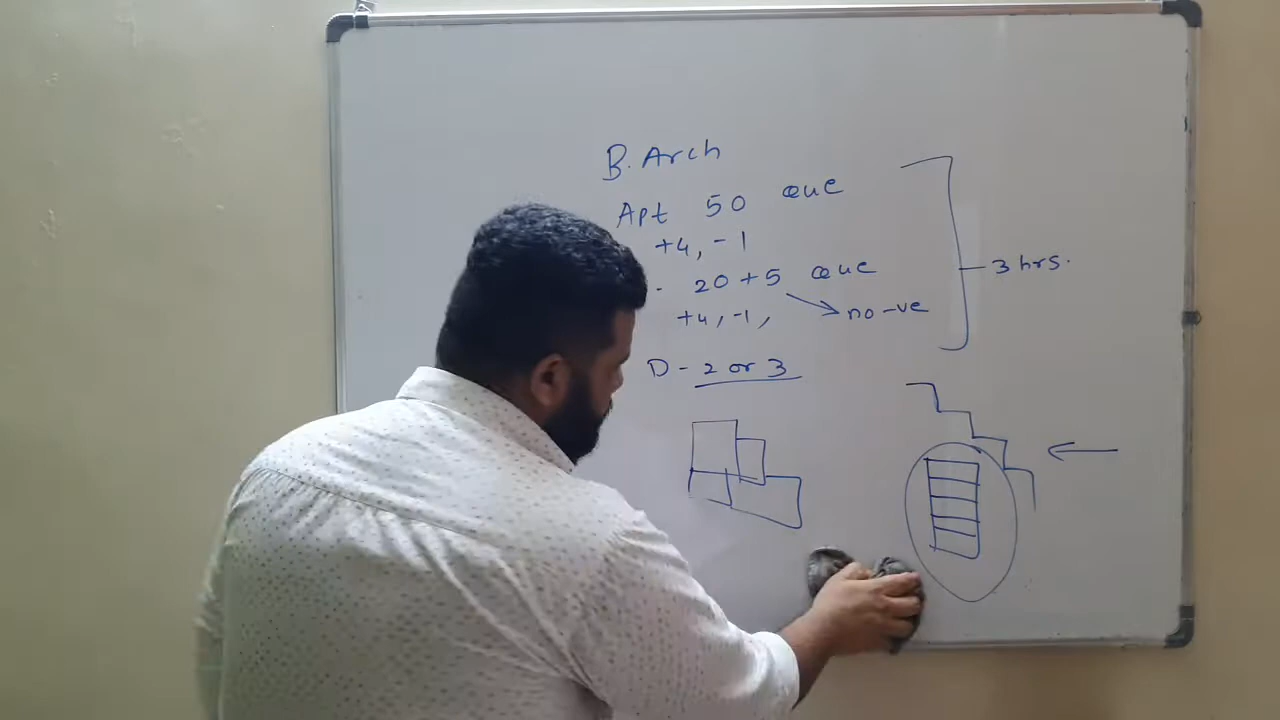 B. Arch
Apt 50 que
+4, -1
- 20 + 5 que
+4, -1, no -ve
3 hrs.
D - 2 or 3